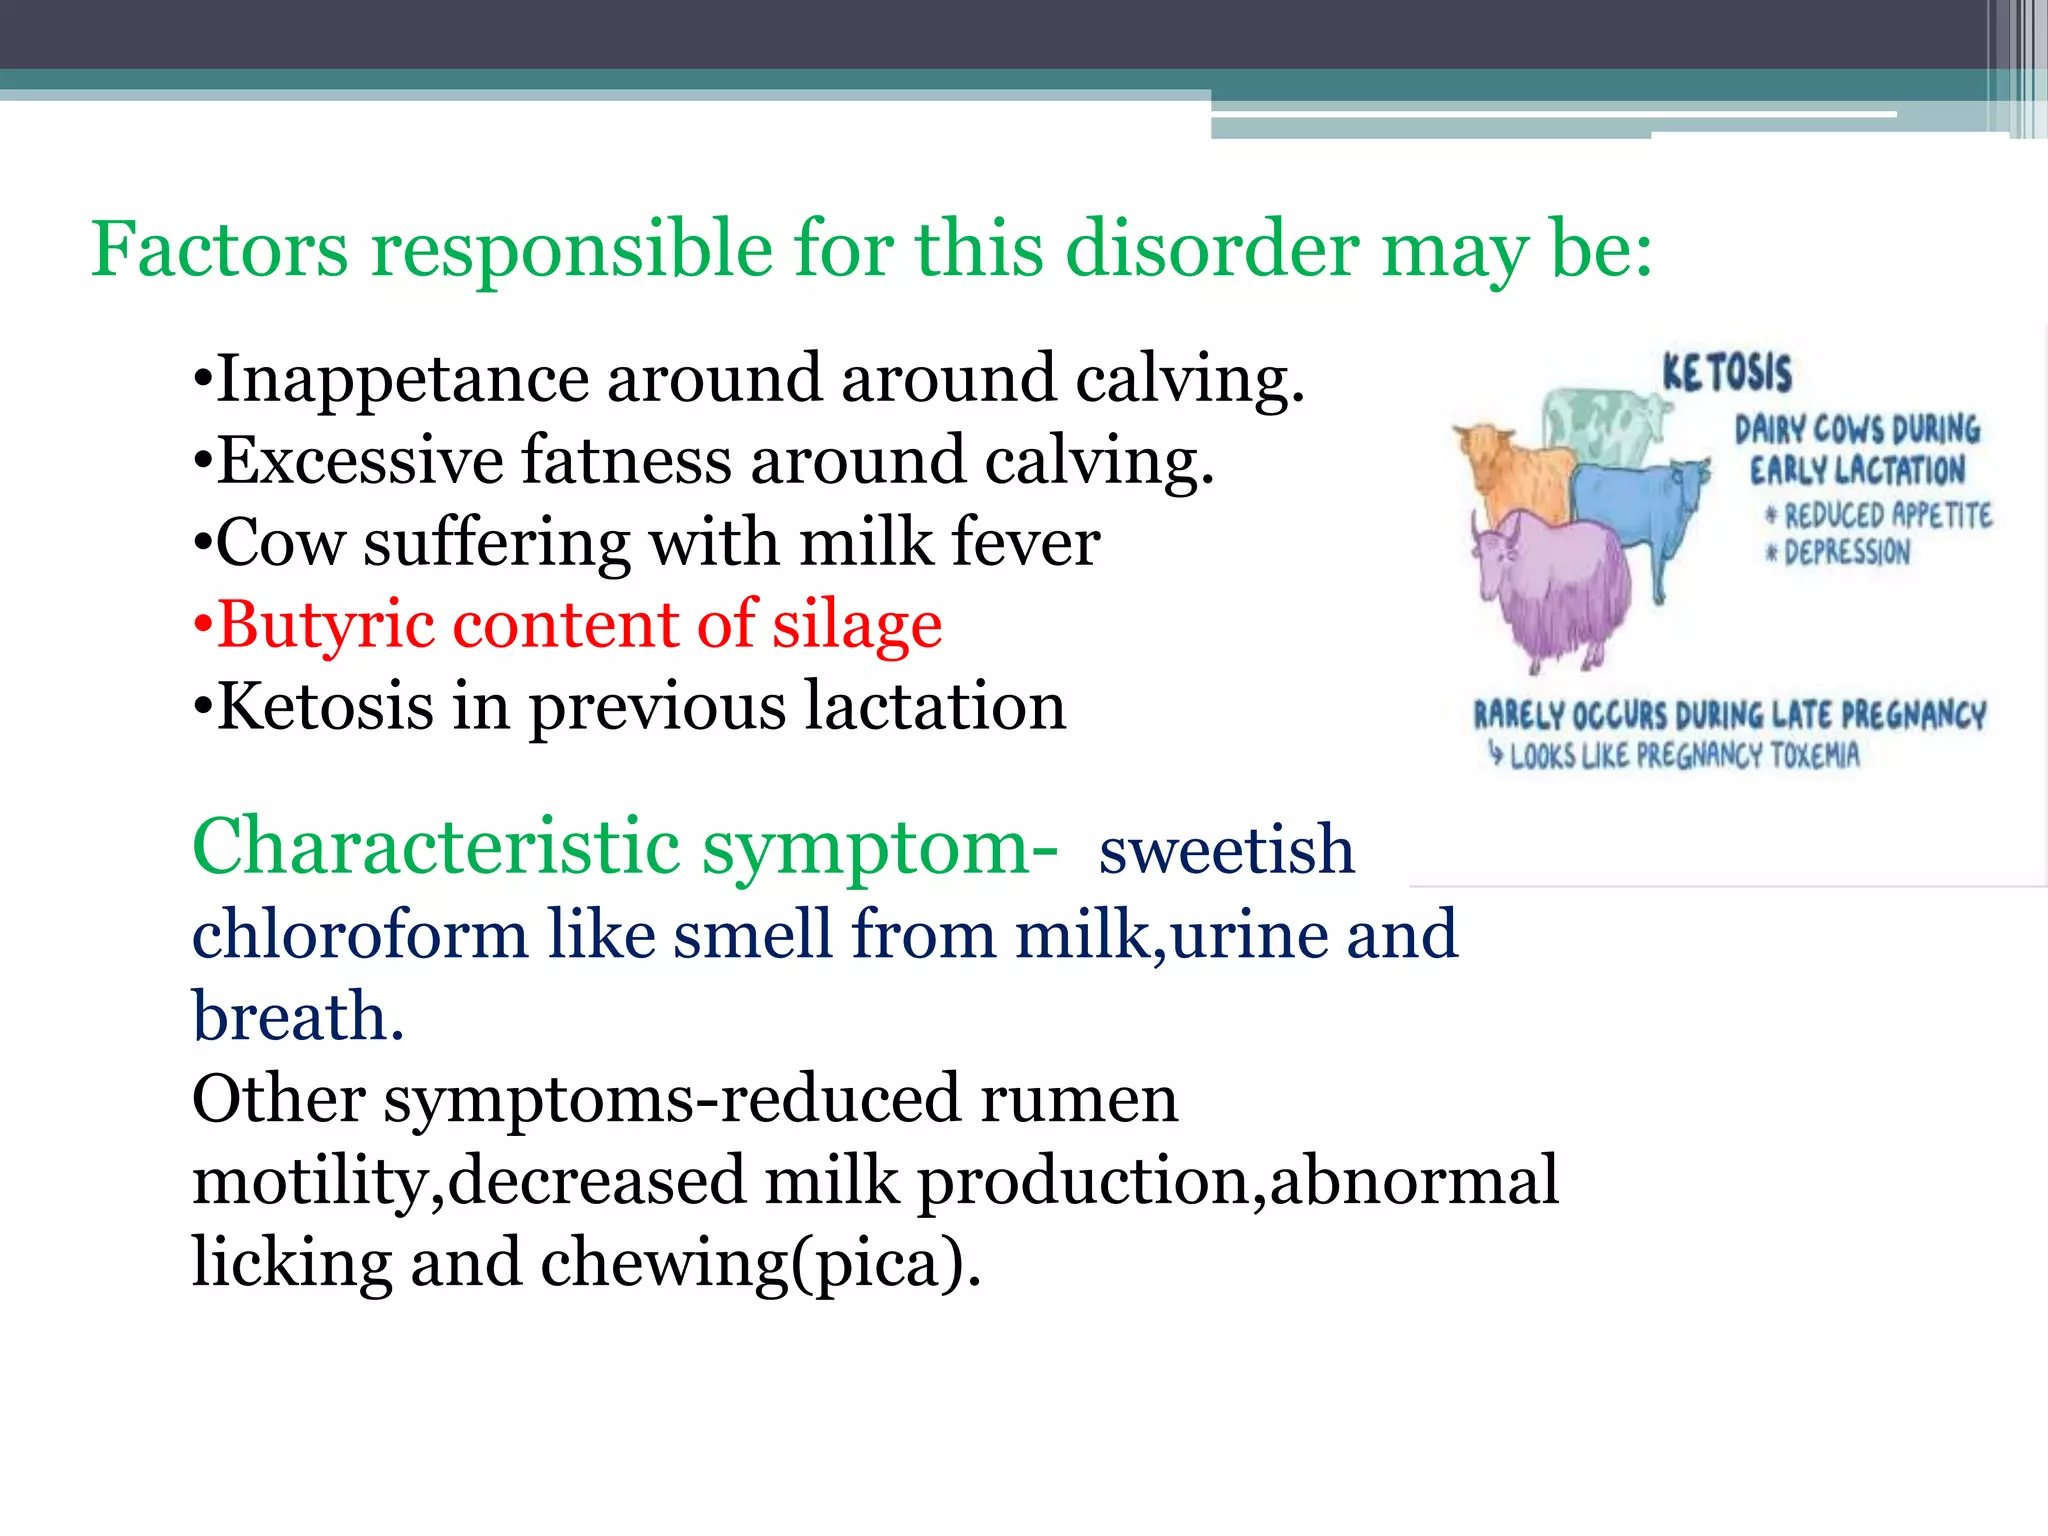 Factors responsible for this disorder may be:
•Inappetance around around calving.
•Excessive fatness around calving.
•Cow suffering with milk fever
•Butyric content of silage
•Ketosis in previous lactation
KETOSIS
DAIRY COWS DURING
EARLY LACTATION
* REDUCED APPETITE
* DEPRESSION
RARELY OCCURS DURING LATE PREGNANCY
↳ LOOKS LIKE PREGNANCY TOXEMIA
Characteristic symptom- sweetish
chloroform like smell from milk,urine and
breath.
Other symptoms-reduced rumen
motility,decreased milk production,abnormal
licking and chewing(pica).